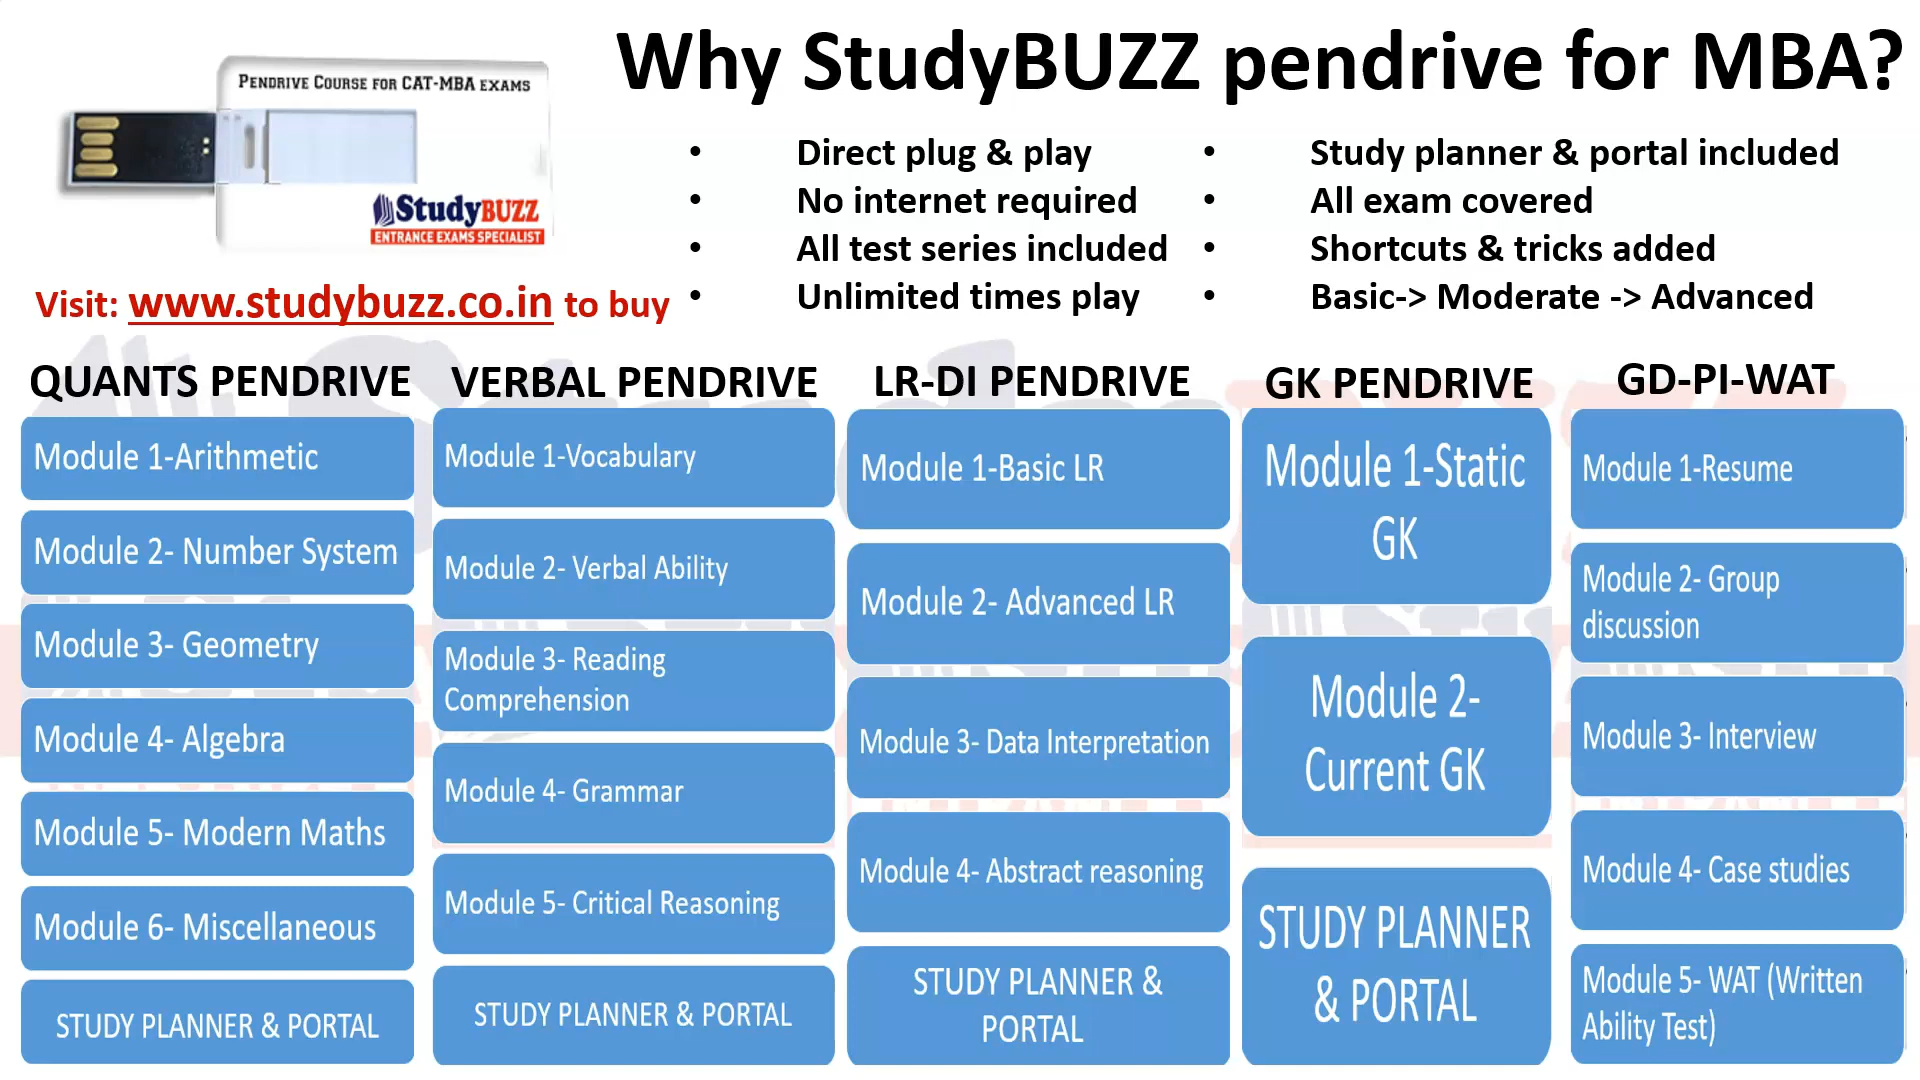 PENDRIVE COURSE FOR CAT-MBA EXAMS
StudyBUZZ
ENTRANCE EXAMS SPECIALIST
Visit: www.studybuzz.co.in to buy
Why StudyBUZZ pendrive for MBA?
• Direct plug & play
• No internet required
• All test series included
• Unlimited times play
• Study planner & portal included
• All exam covered
• Shortcuts & tricks added
• Basic-> Moderate -> Advanced
QUANTS PENDRIVE
Module 1-Arithmetic
Module 2- Number System
Module 3- Geometry
Module 4- Algebra
Module 5- Modern Maths
Module 6- Miscellaneous
STUDY PLANNER & PORTAL
VERBAL PENDRIVE
Module 1-Vocabulary
Module 2- Verbal Ability
Module 3- Reading
Comprehension
Module 4- Grammar
Module 5- Critical Reasoning
STUDY PLANNER & PORTAL
LR-DI PENDRIVE
Module 1-Basic LR
Module 2- Advanced LR
Module 3- Data Interpretation
Module 4- Abstract reasoning
STUDY PLANNER &
PORTAL
GK PENDRIVE
Module 1-Static
GK
Module 2-
Current GK
STUDY PLANNER
& PORTAL
GD-PI-WAT
Module 1-Resume
Module 2- Group
discussion
Module 3- Interview
Module 4- Case studies
Module 5- WAT (Written
Ability Test)